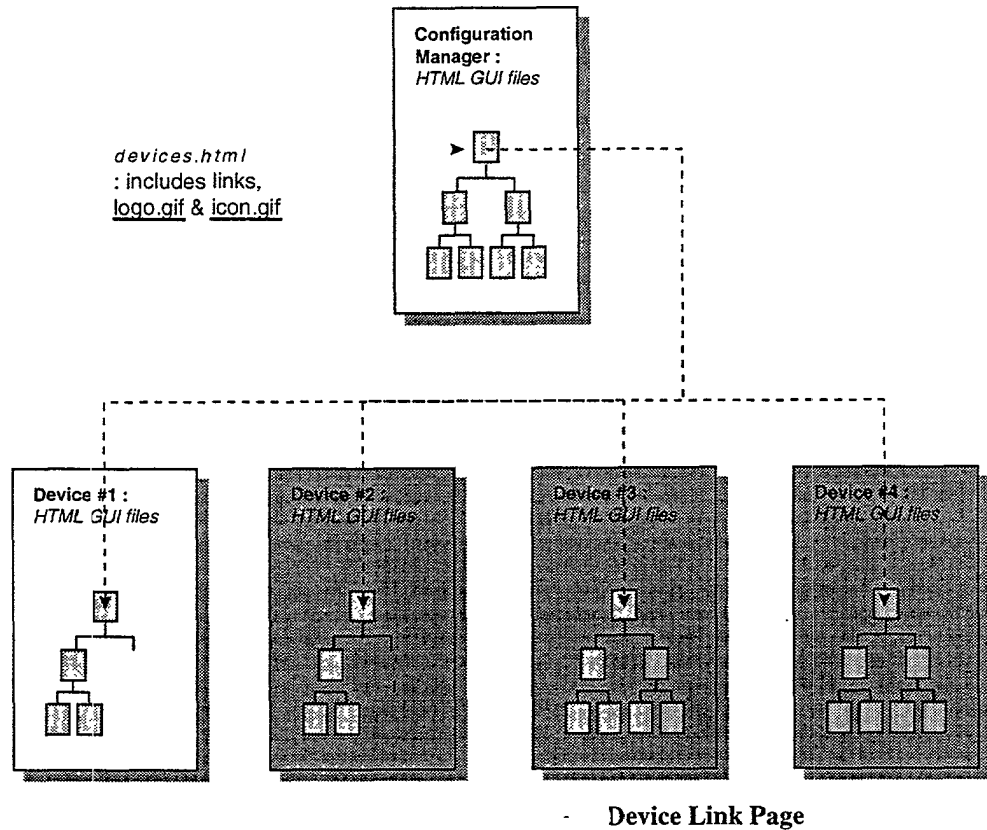 Configuration
Manager :
HTML GUI files
devices.html
: includes links,
logo.gif & icon.gif
Device #1 :
HTML GUI files
Device #2 :
HTML GUI files
Device #3 :
HTML GUI files
Device #4 :
HTML GUI files
Device Link Page